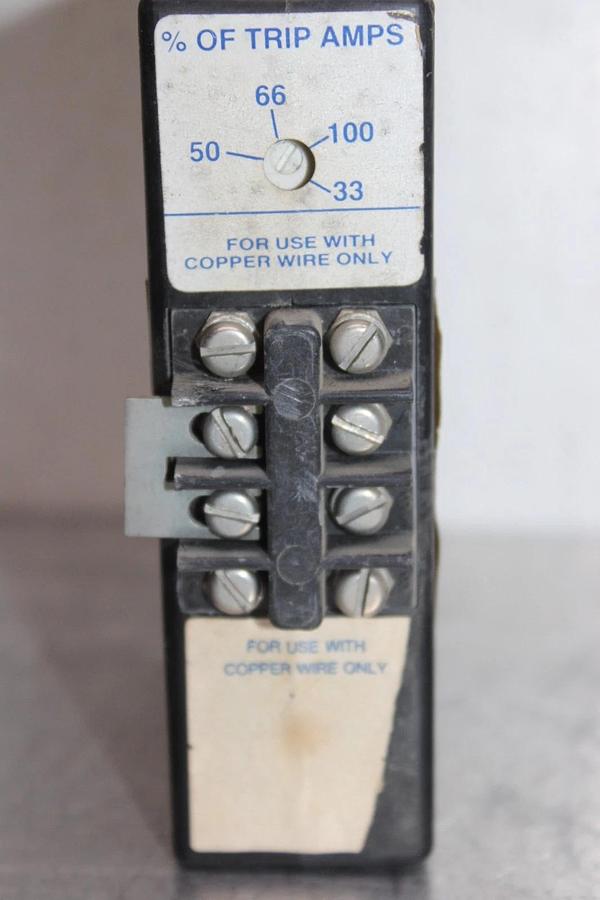 % OF TRIP AMPS
66
100
50
33
FOR USE WITH
COPPER WIRE ONLY
FOR USE WITH
COPPER WIRE ONLY